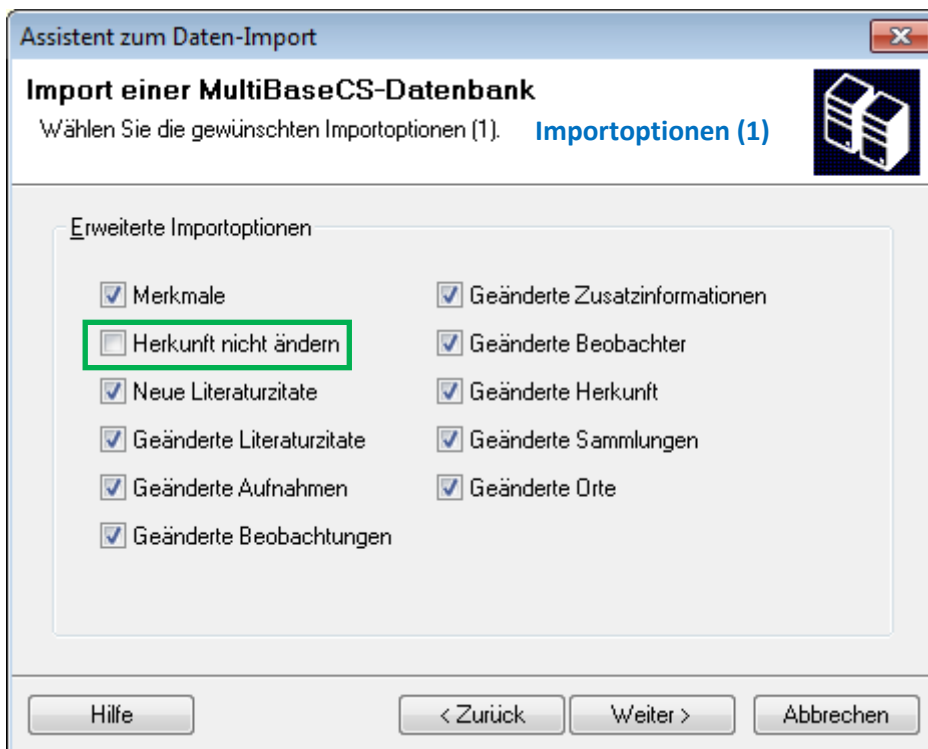 Assistent zum Daten-Import
Import einer MultiBaseCS-Datenbank
Wählen Sie die gewünschten Importoptionen (1). Importoptionen (1)
Erweiterte Importoptionen
Merkmale
Herkunft nicht ändern
Neue Literaturzitate
Geänderte Literaturzitate
Geänderte Aufnahmen
Geänderte Beobachtungen
Geänderte Zusatzinformationen
Geänderte Beobachter
Geänderte Herkunft
Geänderte Sammlungen
Geänderte Orte
Hilfe
< Zurück
Weiter >
Abbrechen